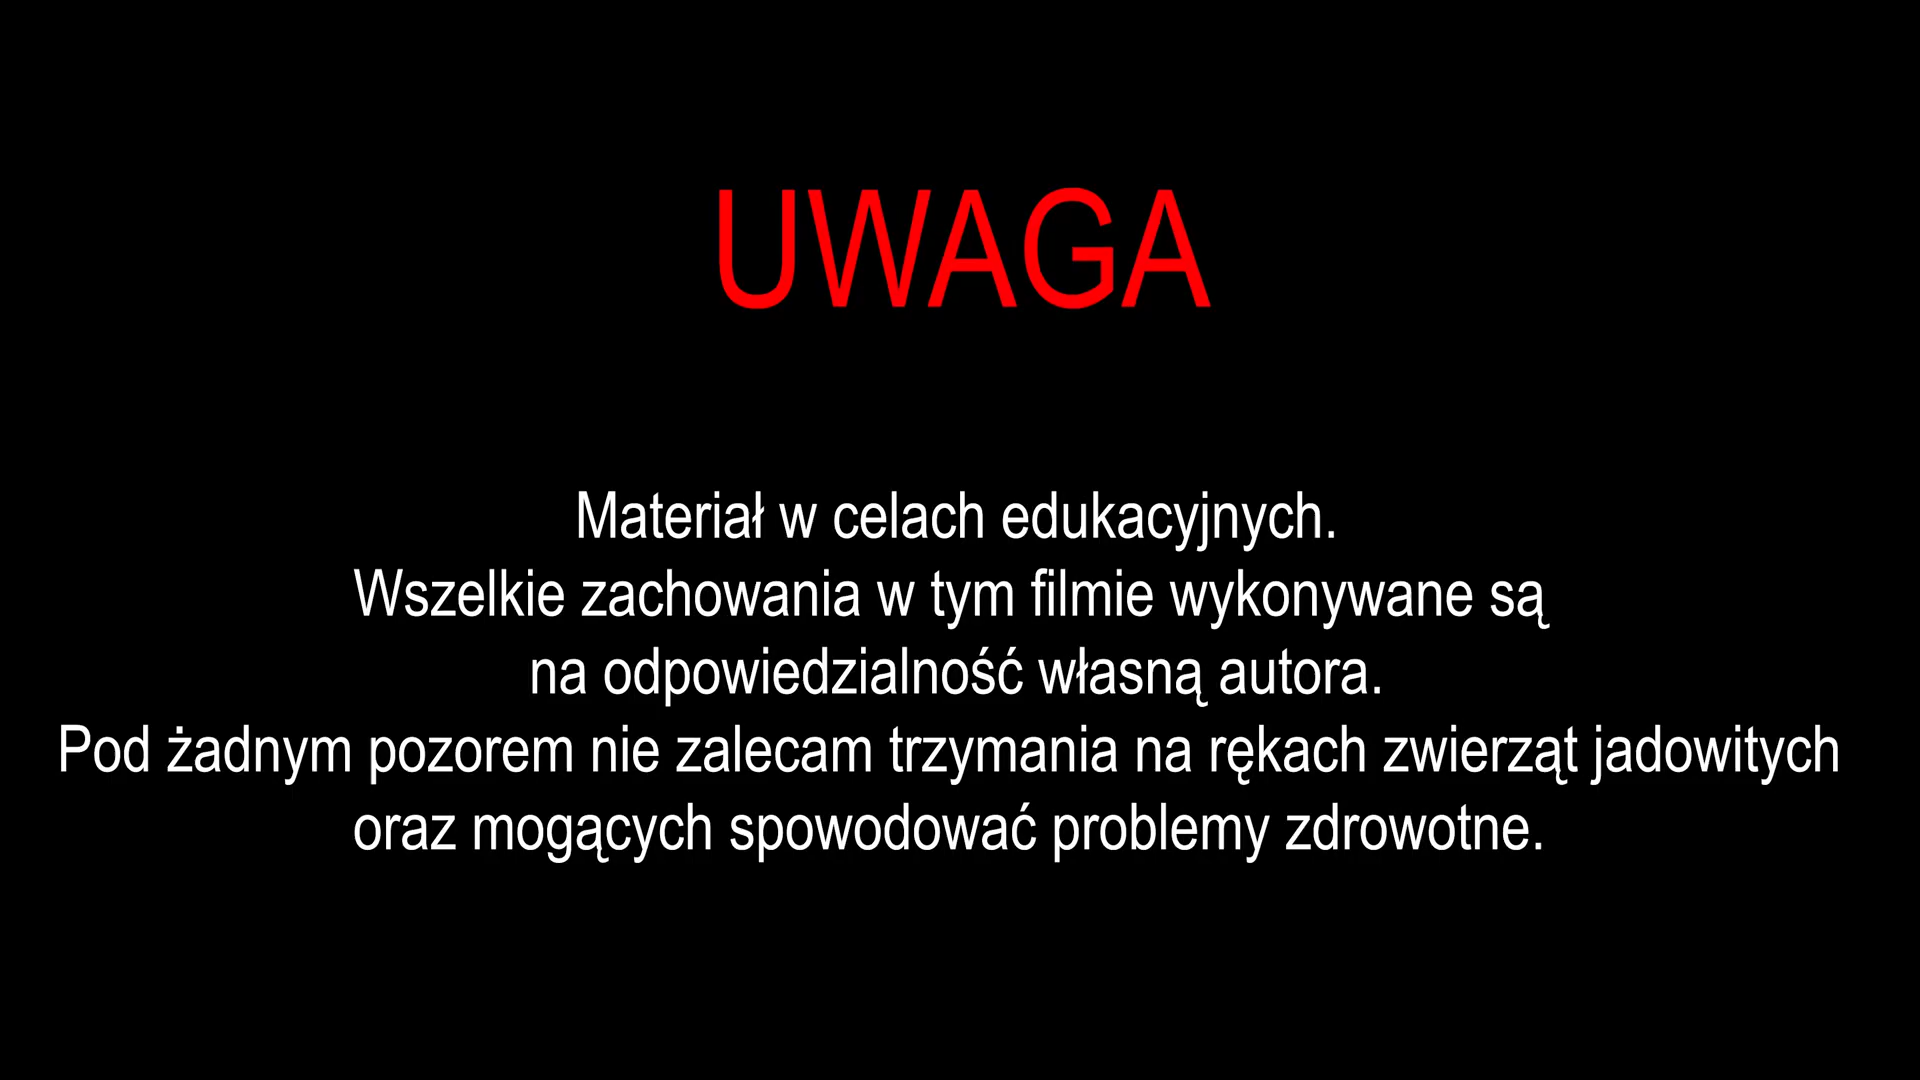 UWAGA
Materiał w celach edukacyjnych.
Wszelkie zachowania w tym filmie wykonywane są
na odpowiedzialność własną autora.
Pod żadnym pozorem nie zalecam trzymania na rękach zwierząt jadowitych
oraz mogących spowodować problemy zdrowotne.